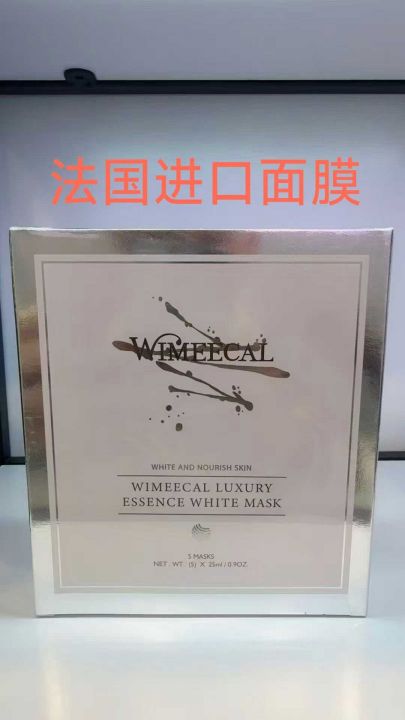 法国进口面膜
WIMEECAL
WHITE AND NOURISH SKIN
WIMEECAL LUXURY
ESSENCE WHITE MASK
5 MASKS
NET . WT . (5) X 25ml / 0.9OZ.